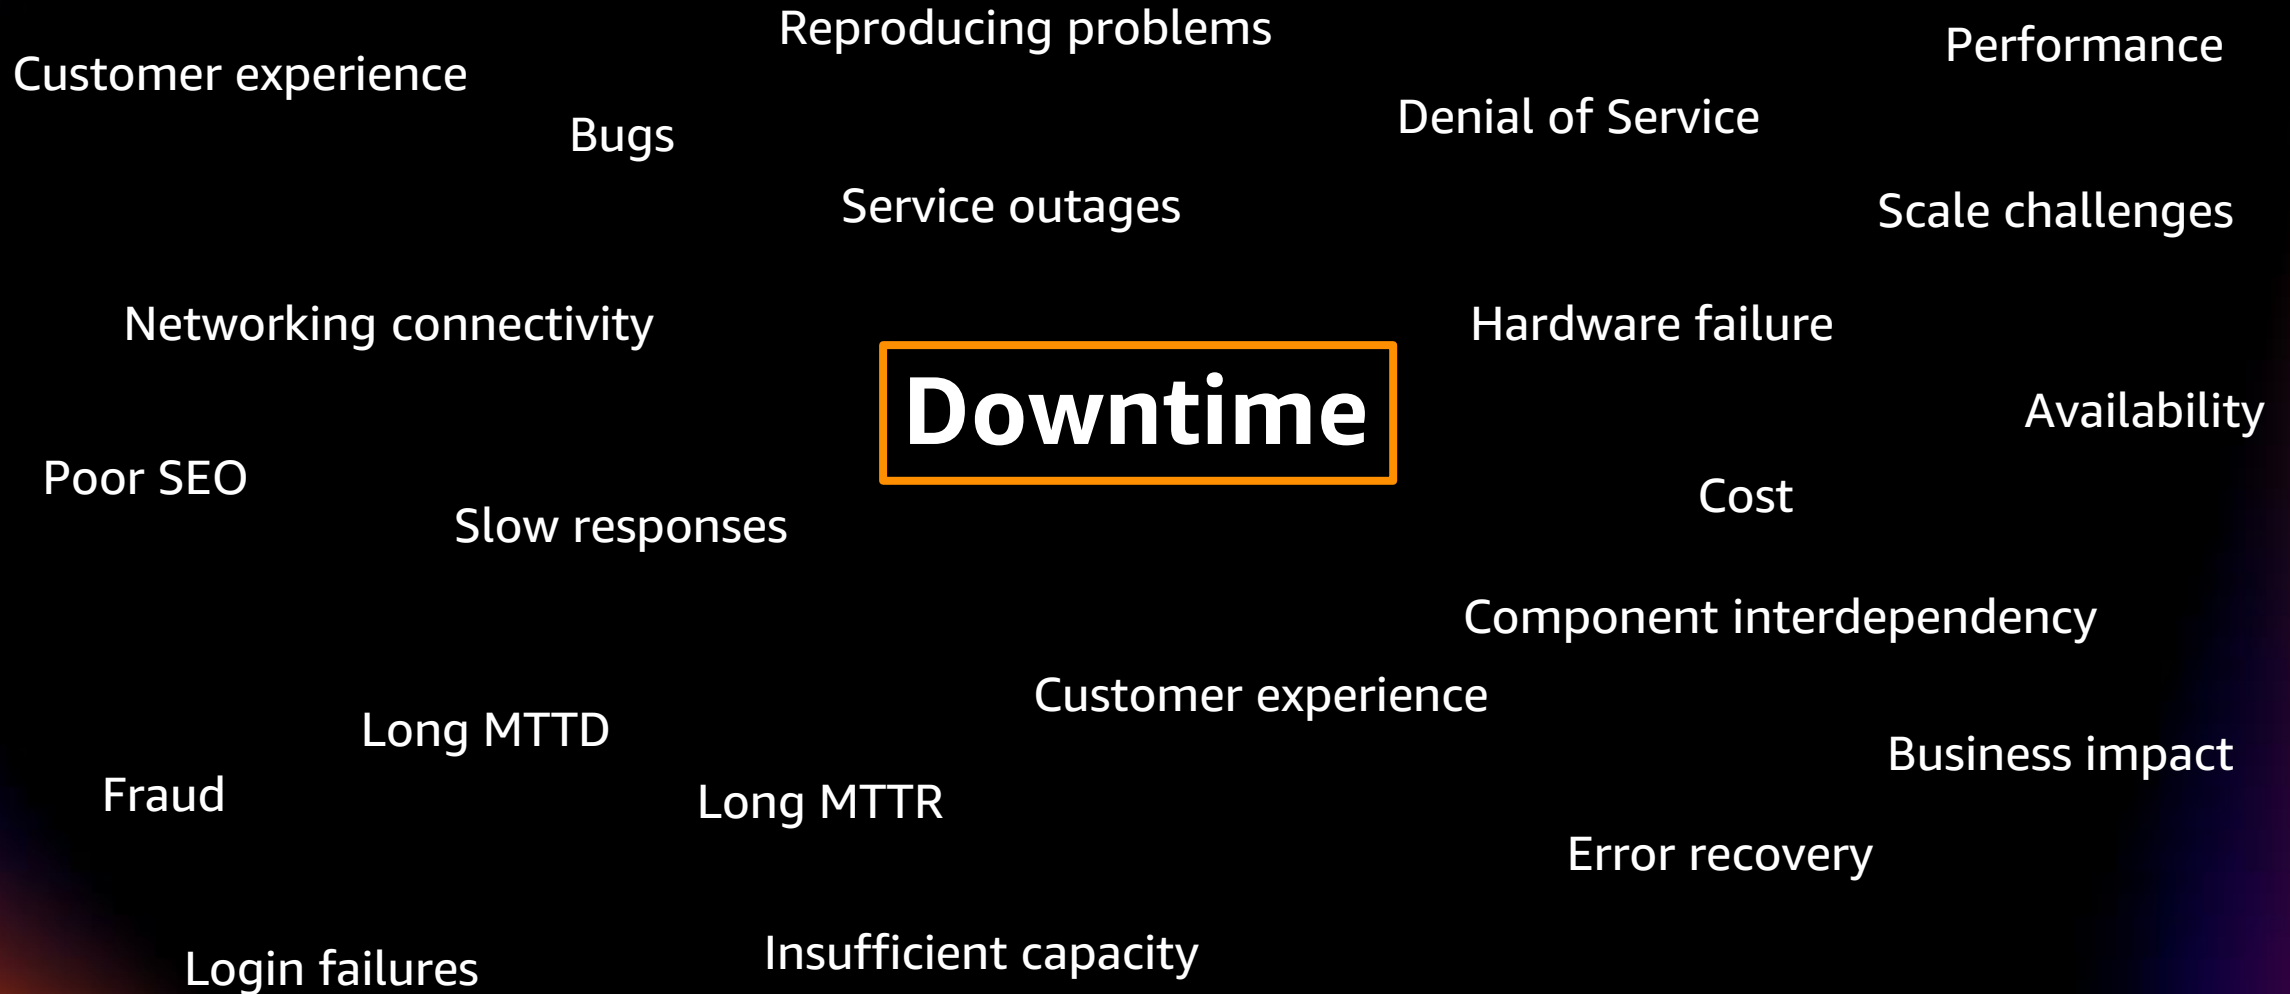 Reproducing problems
Performance
Customer experience
Denial of Service
Bugs
Service outages
Scale challenges
Networking connectivity
Hardware failure
Downtime
Availability
Poor SEO
Cost
Slow responses
Component interdependency
Customer experience
Long MTTD
Business impact
Fraud
Long MTTR
Error recovery
Insufficient capacity
Login failures